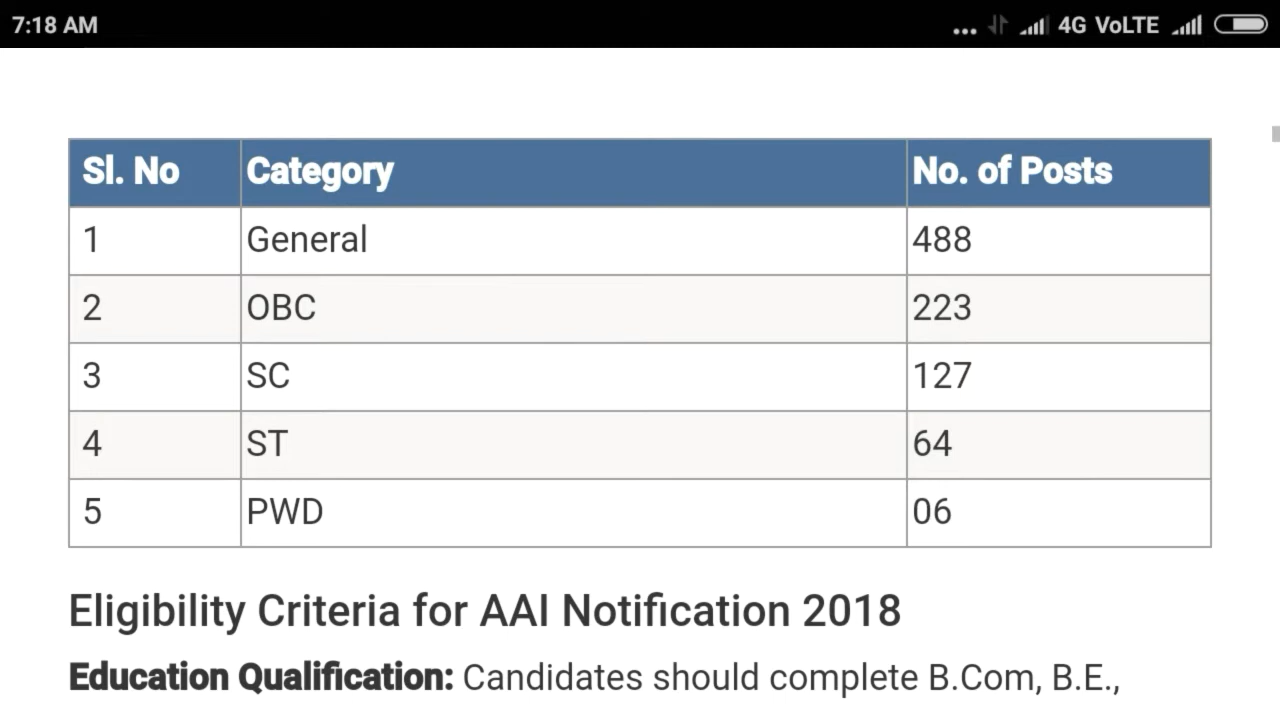 7:18 AM ... 4G VoLTE
Sl. No Category No. of Posts
1 General 488
2 OBC 223
3 SC 127
4 ST 64
5 PWD 06
Eligibility Criteria for AAI Notification 2018
Education Qualification: Candidates should complete B.Com, B.E.,